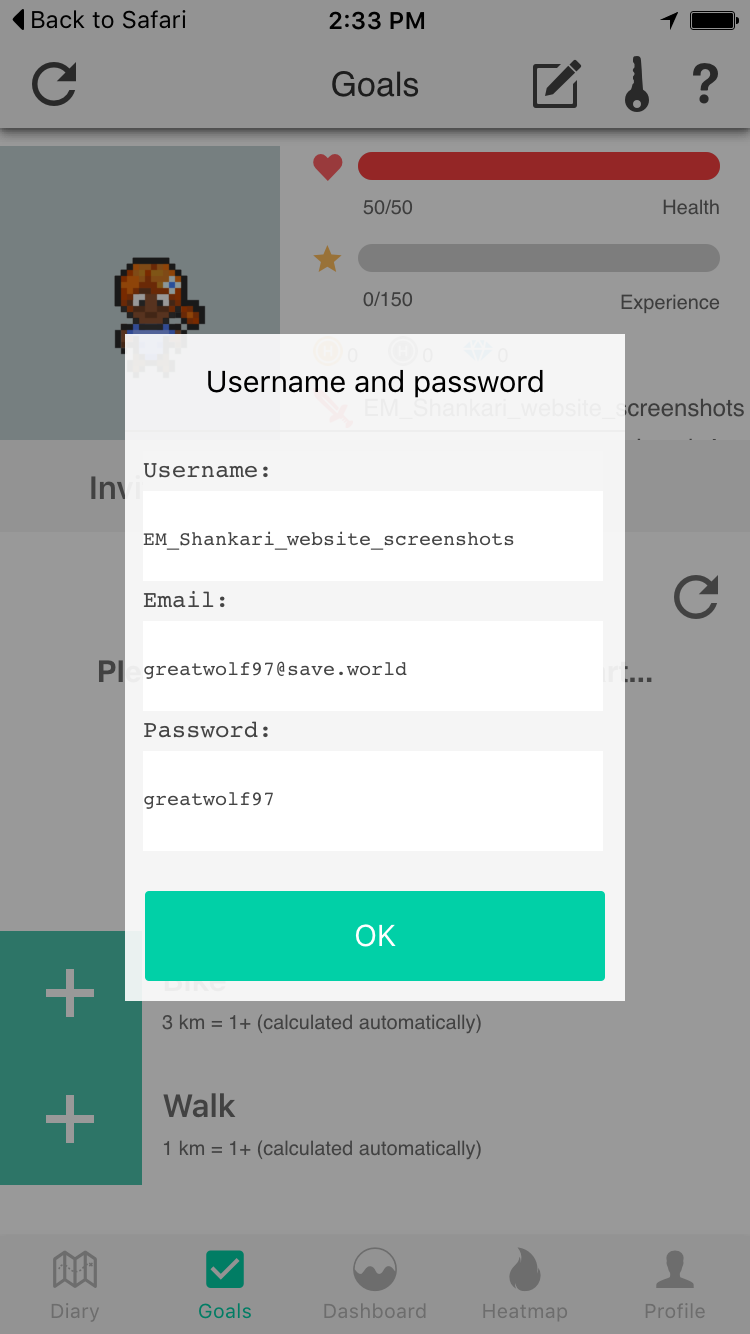 Back to Safari 2:33 PM
Goals ?
50/50 Health
0/150 Experience
0 0 0
EM_Shankari_website_screenshots
Username and password
Username:
EM_Shankari_website_screenshots
Email:
greatwolf97@save.world
Password:
greatwolf97
OK
Bike
3 km = 1+ (calculated automatically)
Walk
1 km = 1+ (calculated automatically)
Diary Goals Dashboard Heatmap Profile